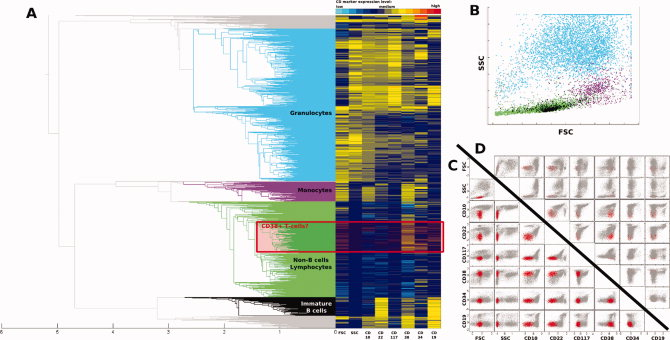 A
CD marker expression level:
low medium high
Granulocytes
Monocytes
CD38+ T-cells?
Non-B cells
Lymphocytes
Immature
B cells
6 5 4 3 2 1 0
FSC SSC CD 10 CD 22 CD 117 CD 38 CD 34 CD 19
B
SSC
FSC
D
C
FSC
SSC
CD10
CD22
CD117
CD38
CD34
CD19
FSC SSC CD10 CD22 CD117 CD38 CD34 CD19